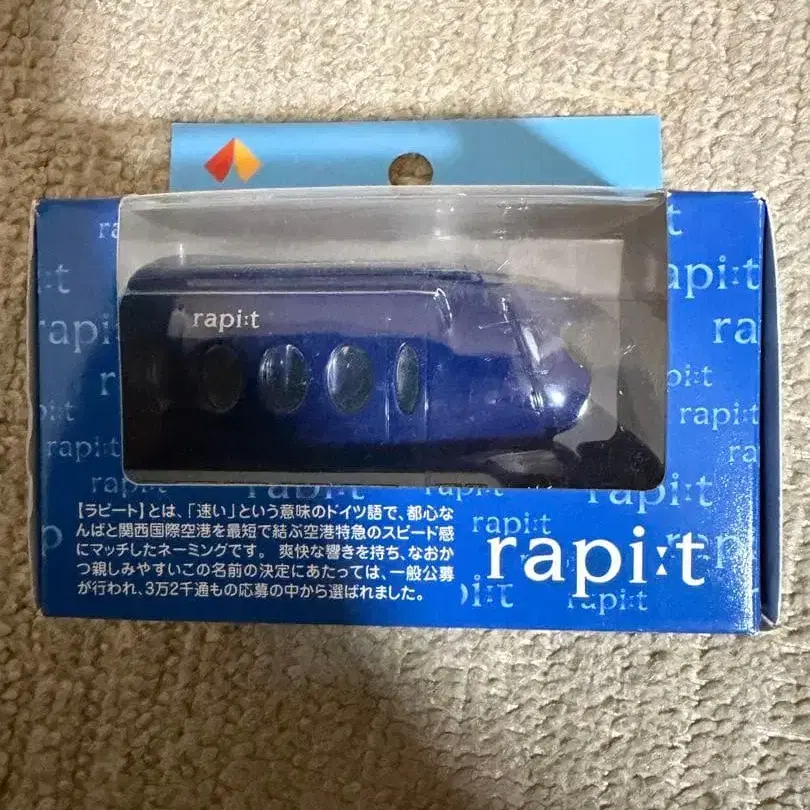 rapi:t
【ラピート】とは、「速い」という意味のドイツ語で、都心な
んばと関西国際空港を最短で結ぶ空港特急のスピード感
にマッチしたネーミングです。 爽快な響きを持ち、なおか
つ親しみやすいこの名前の決定にあたっては、一般公募
が行われ、3万2千通もの応募の中から選ばれました。
rapi:t
rapi:t
rapi:t
rapi:t
rapi:t